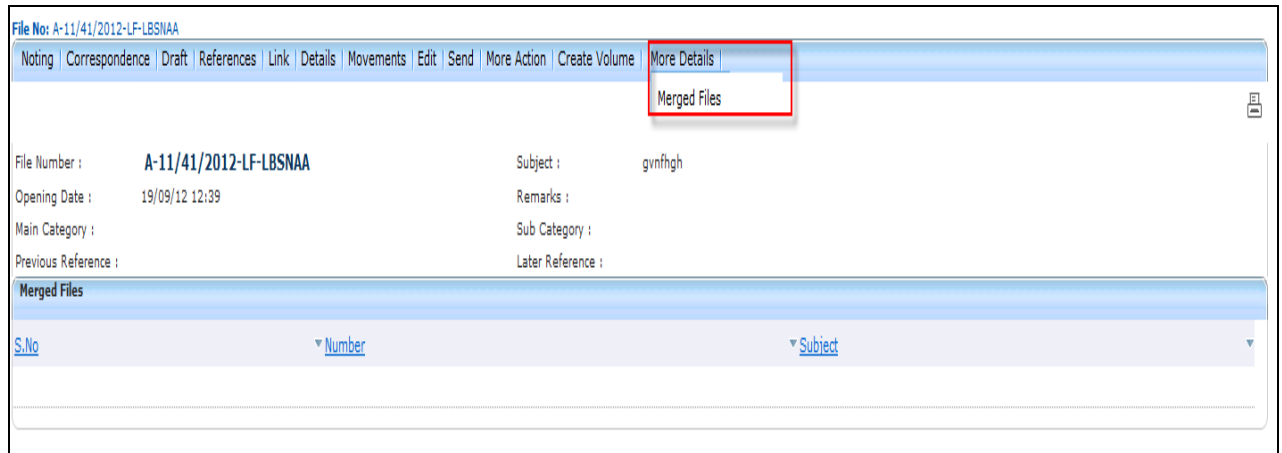 File No: A-11/41/2012-LF-LBSNAA
Noting | Correspondence | Draft | References | Link | Details | Movements | Edit | Send | More Action | Create Volume | More Details |
Merged Files
File Number : A-11/41/2012-LF-LBSNAA Subject : gvnfhgh
Opening Date : 19/09/12 12:39 Remarks :
Main Category : Sub Category :
Previous Reference : Later Reference :
Merged Files
S.No Number Subject